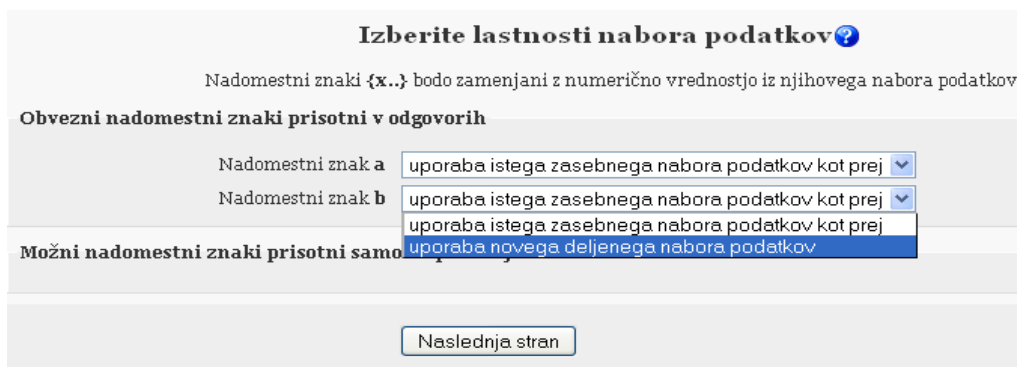 Izberite lastnosti nabora podatkov
Nadomestni znaki {x..} bodo zamenjani z numerično vrednostjo iz njihovega nabora podatkov
Obvezni nadomestni znaki prisotni v odgovorih
Nadomestni znak a uporaba istega zasebnega nabora podatkov kot prej
Nadomestni znak b uporaba istega zasebnega nabora podatkov kot prej
uporaba istega zasebnega nabora podatkov kot prej
uporaba novega deljenega nabora podatkov
Možni nadomestni znaki prisotni samo
Naslednja stran